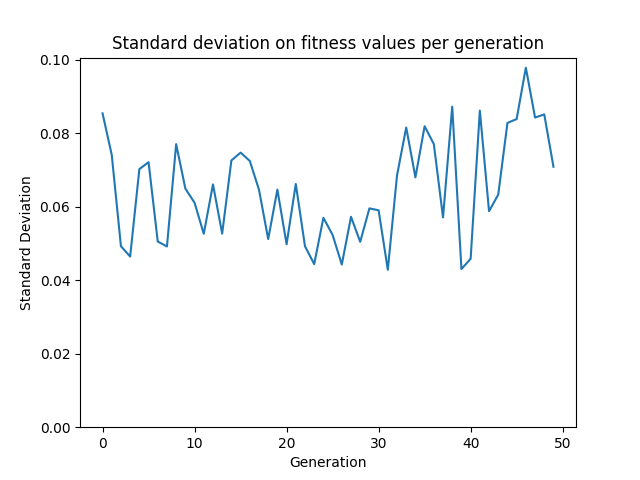 Standard deviation on fitness values per generation
0.10
0.08
0.06
0.04
0.02
0.00
Standard Deviation
0 10 20 30 40 50
Generation